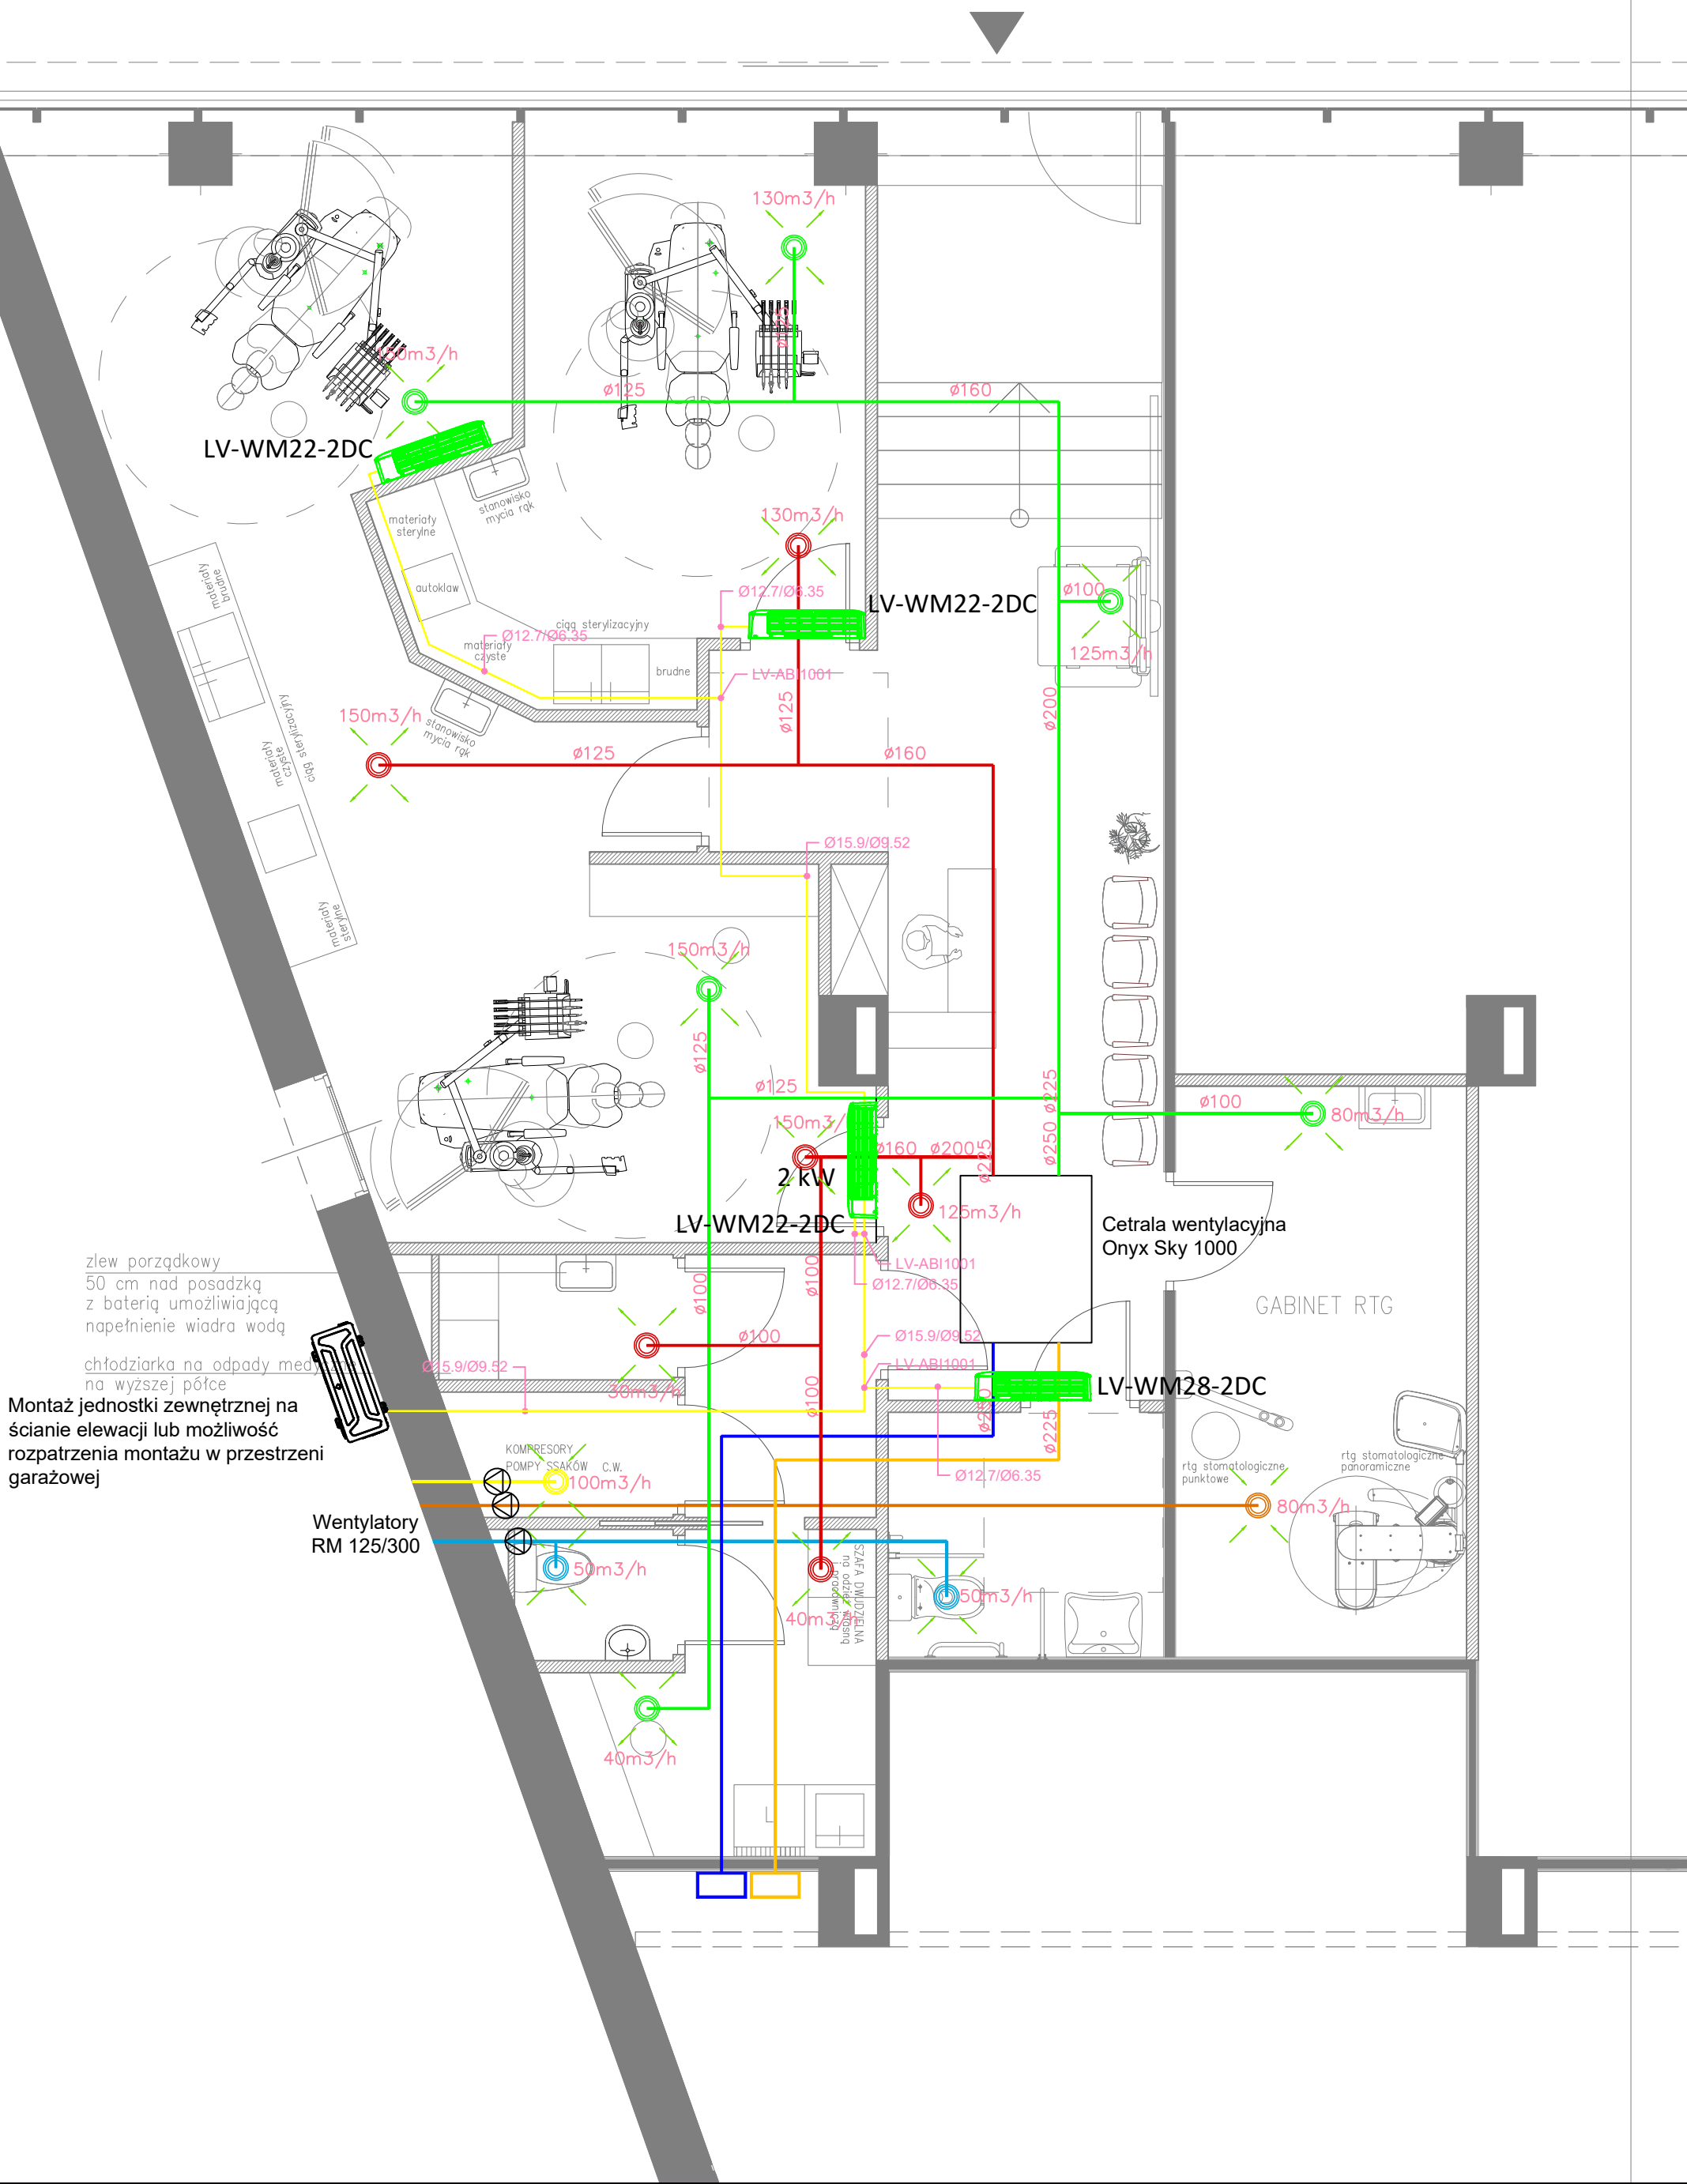 130m3/h
ø125
150m3/h
ø125
ø160
LV-WM22-2DC
stanowisko
mycia rąk
materiały
sterylne
130m3/h
autoklaw
materiały
brudne
Ø12.7/Ø6.35
LV-WM22-2DC
ø100
ciąg sterylizacyjny
Ø12.7/Ø6.35
materiały
czyste
125m3/h
brudne
LV-ABI1001
ø125
ø200
150m3/h
stanowisko
mycia rąk
ciąg sterylizacyjny
materiały
czyste
ø125
ø160
Ø15.9/Ø9.52
materiały
sterylne
150m3/h
ø125
ø125
ø225
ø100
80m3/h
150m3/
ø160
ø200
ø225
ø250
2 kW
125m3/h
LV-WM22-2DC
Cetrala wentylacyjna
Onyx Sky 1000
zlew porządkowy
50 cm nad posadzką
z baterią umożliwiającą
napełnienie wiadra wodą
LV-ABI1001
Ø12.7/Ø6.35
ø100
ø100
GABINET RTG
ø100
Ø15.9/Ø9.52
chłodziarka na odpady
na wyższej półce
Ø15.9/Ø9.52
LV-ABI1001
30m3/h
ø100
LV-WM28-2DC
Montaż jednostki zewnętrznej na
ścianie elewacji lub możliwość
rozpatrzenia montażu w przestrzeni
garażowej
ø250
ø225
KOMPRESORY
POMPY SSAKÓW C.W.
100m3/h
Ø12.7/Ø6.35
rtg stomatologiczne
punktowe
rtg stomatologiczne
panoramiczne
80m3/h
Wentylatory
RM 125/300
50m3/h
SZAFA DWUDZIELNA
na odzież własną
i pracowniczą
50m3/h
40m3/h
40m3/h